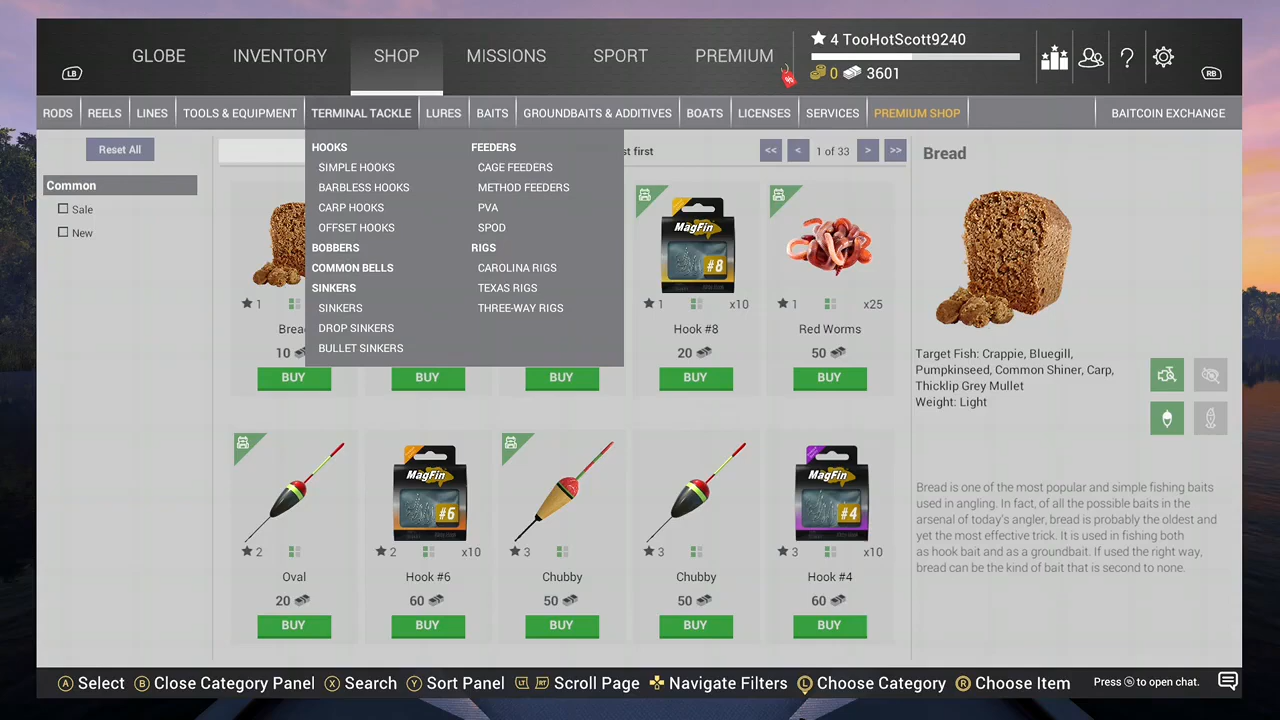 GLOBE
INVENTORY
SHOP
MISSIONS
SPORT
PREMIUM
4 TooHotScott9240
0 3601
LB
RB
RODS
REELS
LINES
TOOLS & EQUIPMENT
TERMINAL TACKLE
LURES
BAITS
GROUNDBAITS & ADDITIVES
BOATS
LICENSES
SERVICES
PREMIUM SHOP
BAITCOIN EXCHANGE
Reset All
Common
Sale
New
HOOKS
SIMPLE HOOKS
BARBLESS HOOKS
CARP HOOKS
OFFSET HOOKS
BOBBERS
COMMON BELLS
SINKERS
SINKERS
DROP SINKERS
BULLET SINKERS
FEEDERS
CAGE FEEDERS
METHOD FEEDERS
PVA
SPOD
RIGS
CAROLINA RIGS
TEXAS RIGS
THREE-WAY RIGS
st first
<<
<
1 of 33
>
>>
1
Brea
10
BUY
BUY
BUY
MagFin
#8
1 x10
Hook #8
20
BUY
1 x25
Red Worms
50
BUY
2
Oval
20
BUY
MagFin
#6
2 x10
Hook #6
60
BUY
3
Chubby
50
BUY
3
Chubby
50
BUY
MagFin
#4
3 x10
Hook #4
60
BUY
Bread
Target Fish: Crappie, Bluegill,
Pumpkinseed, Common Shiner, Carp,
Thicklip Grey Mullet
Weight: Light
Bread is one of the most popular and simple fishing baits
used in angling. In fact, of all the possible baits in the
arsenal of today's angler, bread is probably the oldest and
yet the most effective trick. It is used in fishing both
as hook bait and as a groundbait. If used the right way,
bread can be the kind of bait that is second to none.
A Select
B Close Category Panel
X Search
Y Sort Panel
LT RT Scroll Page
Navigate Filters
L Choose Category
R Choose Item
Press to open chat.